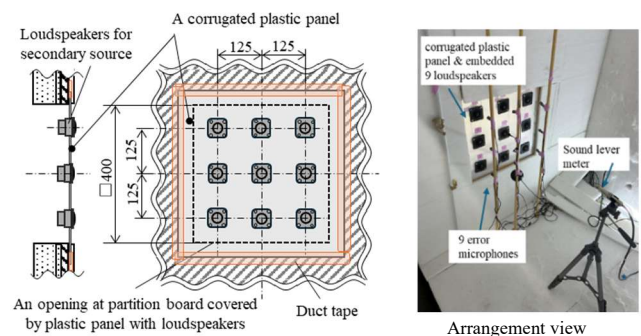 A corrugated plastic panel
Loudspeakers for
secondary source
125
125
125
125
□400
An opening at partition board covered
by plastic panel with loudspeakers
Duct tape
corrugated plastic
panel & embedded
9 loudspeakers
Sound lever
meter
9 error
microphones
Arrangement view